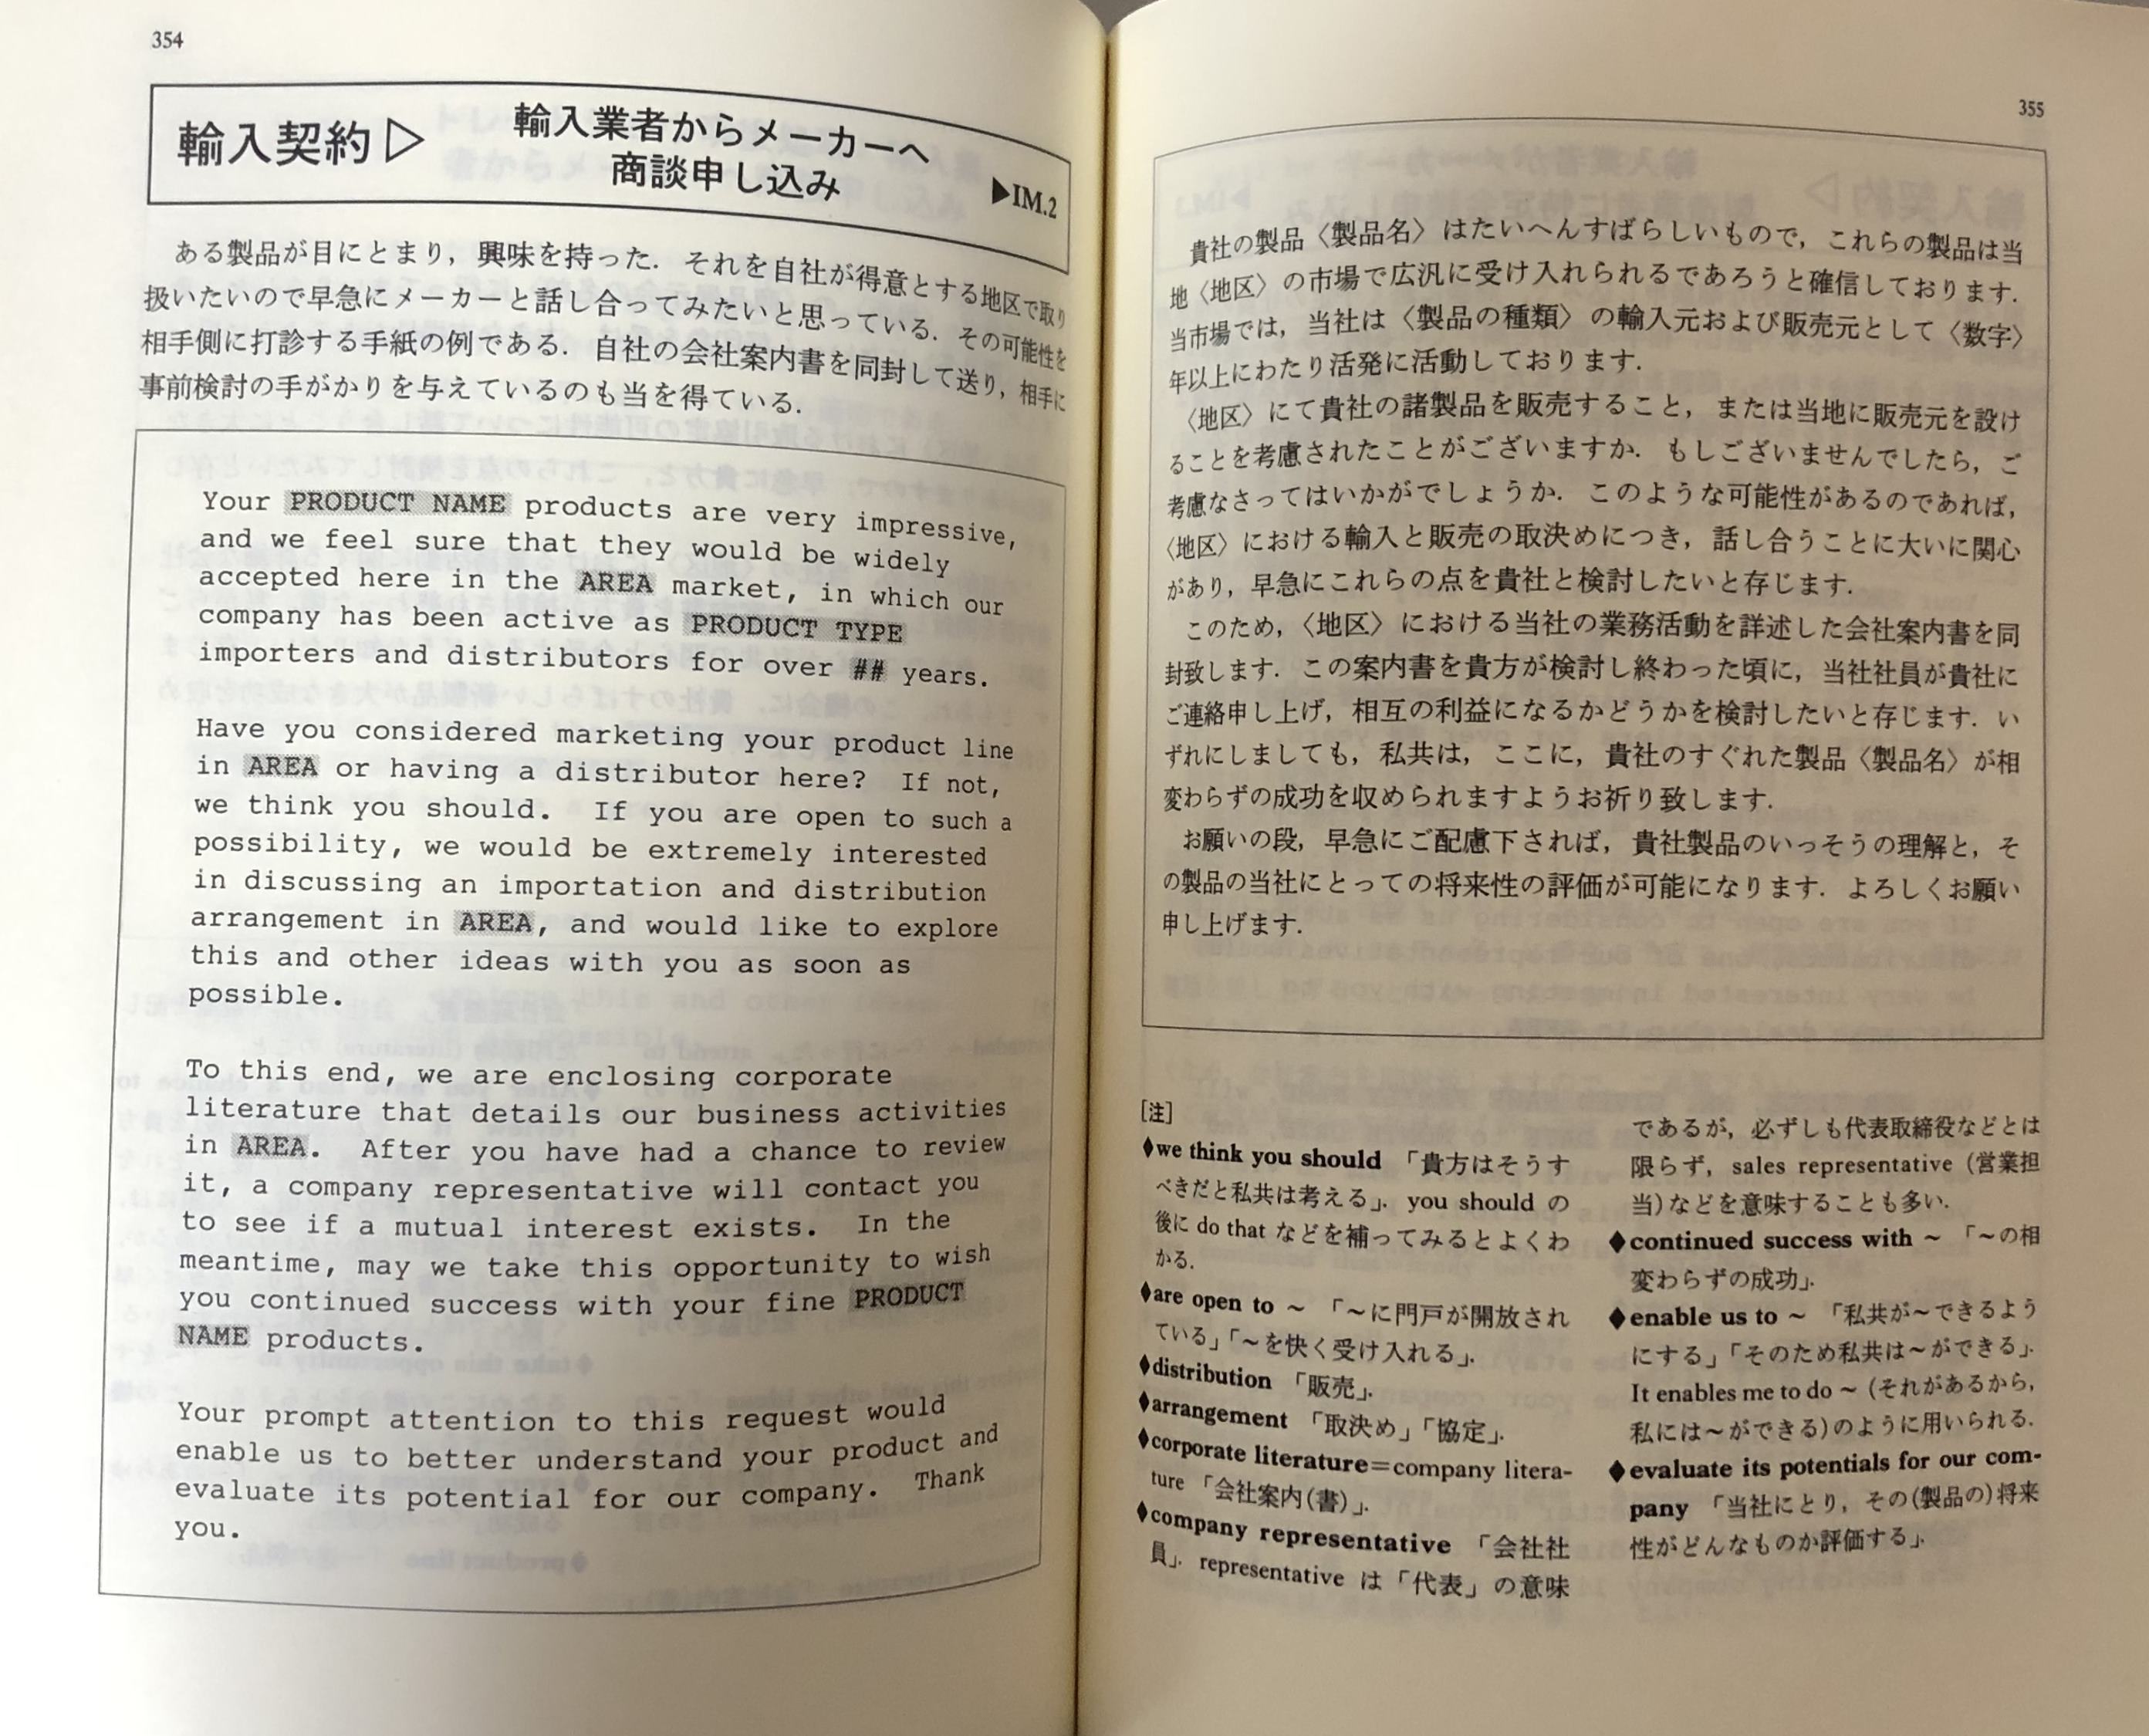 354
輸入契約▷
輸入業者からメーカーへ
商談申し込み
▶IM.2
ある製品が目にとまり，興味を持った．それを自社が得意とする地区で取り
扱いたいので早急にメーカーと話し合ってみたいと思っている．その可能性を
相手側に打診する手紙の例である．自社の会社案内書を同封して送り，相手に
事前検討の手がかりを与えているのも当を得ている．
Your PRODUCT NAME products are very impressive,
and we feel sure that they would be widely
accepted here in the AREA market, in which our
company has been active as PRODUCT TYPE
importers and distributors for over ## years.
Have you considered marketing your product line
in AREA or having a distributor here? If not,
we think you should. If you are open to such a
possibility, we would be extremely interested
in discussing an importation and distribution
arrangement in AREA, and would like to explore
this and other ideas with you as soon as
possible.
To this end, we are enclosing corporate
literature that details our business activities
in AREA. After you have had a chance to review
it, a company representative will contact you
to see if a mutual interest exists. In the
meantime, may we take this opportunity to wish
you continued success with your fine PRODUCT
NAME products.
Your prompt attention to this request would
enable us to better understand your product and
evaluate its potential for our company. Thank
you.
355
貴社の製品〈製品名〉はたいへんすばらしいもので，これらの製品は当
地〈地区〉の市場で広汎に受け入れられるであろうと確信しております．
当市場では，当社は〈製品の種類〉の輸入元および販売元として〈数字〉
年以上にわたり活発に活動しております．
〈地区〉にて貴社の諸製品を販売すること，または当地に販売元を設け
ることを考慮されたことがございますか．もしございませんでしたら，ご
考慮なさってはいかがでしょうか．このような可能性があるのであれば，
〈地区〉における輸入と販売の取決めにつき，話し合うことに大いに関心
があり，早急にこれらの点を貴社と検討したいと存じます．
このため，〈地区〉における当社の業務活動を詳述した会社案内書を同
封致します．この案内書を貴方が検討し終わった頃に，当社社員が貴社に
ご連絡申し上げ，相互の利益になるかどうかを検討したいと存じます．い
ずれにしましても，私共は，ここに，貴社のすぐれた製品〈製品名〉が相
変わらずの成功を収められますようお祈り致します．
お願いの段，早急にご配慮下されば，貴社製品のいっそうの理解と，そ
の製品の当社にとっての将来性の評価が可能になります．よろしくお願い
申し上げます．
［注］
♦we think you should 「貴方はそうす
べきだと私共は考える」．you should の
後に do that などを補ってみるとよくわ
かる．
♦are open to ～ 「～に門戸が開放され
ている」「～を快く受け入れる」．
♦distribution 「販売」．
♦arrangement 「取決め」「協定」．
♦corporate literature=company litera-
ture 「会社案内(書)」．
♦company representative 「会社社
員」．representative は「代表」の意味
であるが，必ずしも代表取締役などとは
限らず，sales representative (営業担
当)などを意味することも多い．
♦continued success with ～ 「～の相
変わらずの成功」．
♦enable us to ～ 「私共が～できるよう
にする」「そのため私共は～ができる」．
It enables me to do ～ (それがあるから，
私には～ができる)のように用いられる．
♦evaluate its potentials for our com-
pany 「当社にとり，その(製品の)将来
性がどんなものか評価する」．